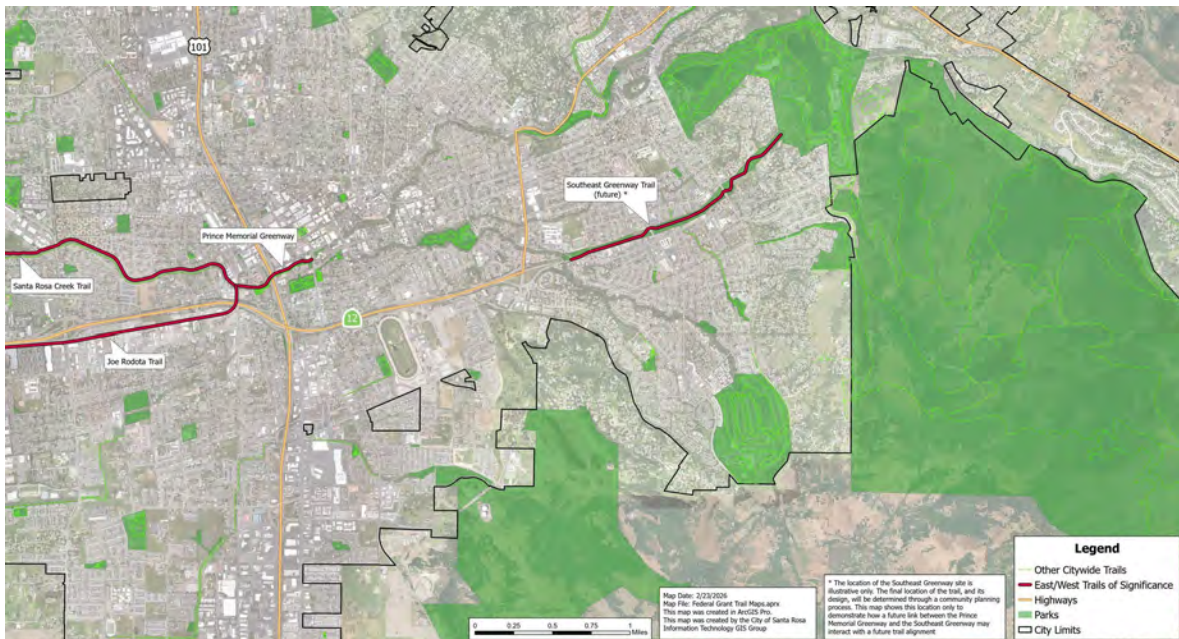 101
Southeast Greenway Trail
(future) *
Prince Memorial Greenway
Santa Rosa Creek Trail
12
Joe Rodota Trail
Legend
Other Citywide Trails
East/West Trails of Significance
Highways
Parks
City Limits
Map Date: 2/23/2026
Map File: Federal Grant Trail Maps.aprx
This map was created in ArcGIS Pro.
This map was created by the City of Santa Rosa
Information Technology GIS Group
* The location of the Southeast Greenway site is
illustrative only. The final location of the trail, and its
design, will be determined through a community planning
process. This map shows this location only to
demonstrate how a future link between the Prince
Memorial Greenway and the Southeast Greenway may
interact with a future trail alignment
0 0.25 0.5 0.75 1
Miles